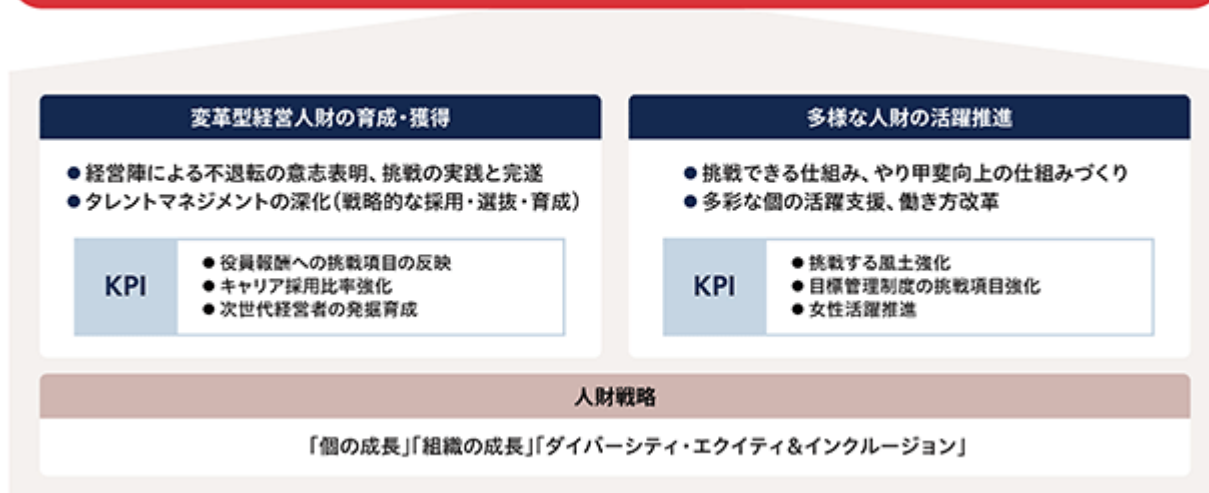 変革型経営人財の育成・獲得
●経営陣による不退転の意志表明、挑戦の実践と完遂
●タレントマネジメントの深化(戦略的な採用・選抜・育成)
KPI
●役員報酬への挑戦項目の反映
●キャリア採用比率強化
●次世代経営者の発掘育成
多様な人財の活躍推進
●挑戦できる仕組み、やり甲斐向上の仕組みづくり
●多彩な個の活躍支援、働き方改革
KPI
●挑戦する風土強化
●目標管理制度の挑戦項目強化
●女性活躍推進
人財戦略
「個の成長」「組織の成長」「ダイバーシティ・エクイティ&インクルージョン」